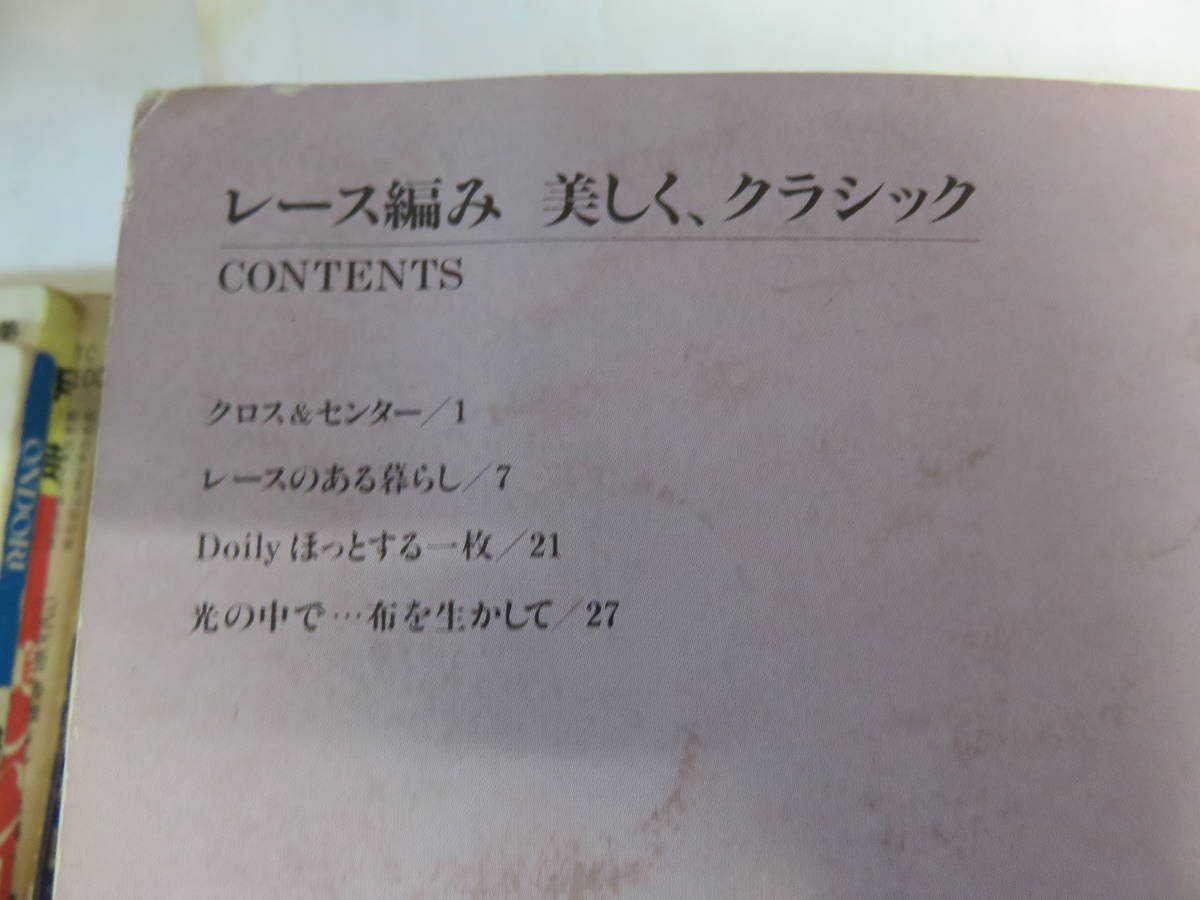 レース編み 美しく、クラシック
CONTENTS
クロス&センター/1
レースのある暮らし/7
Doily ほっとする一枚/21
光の中で…布を生かして/27
ONDORI